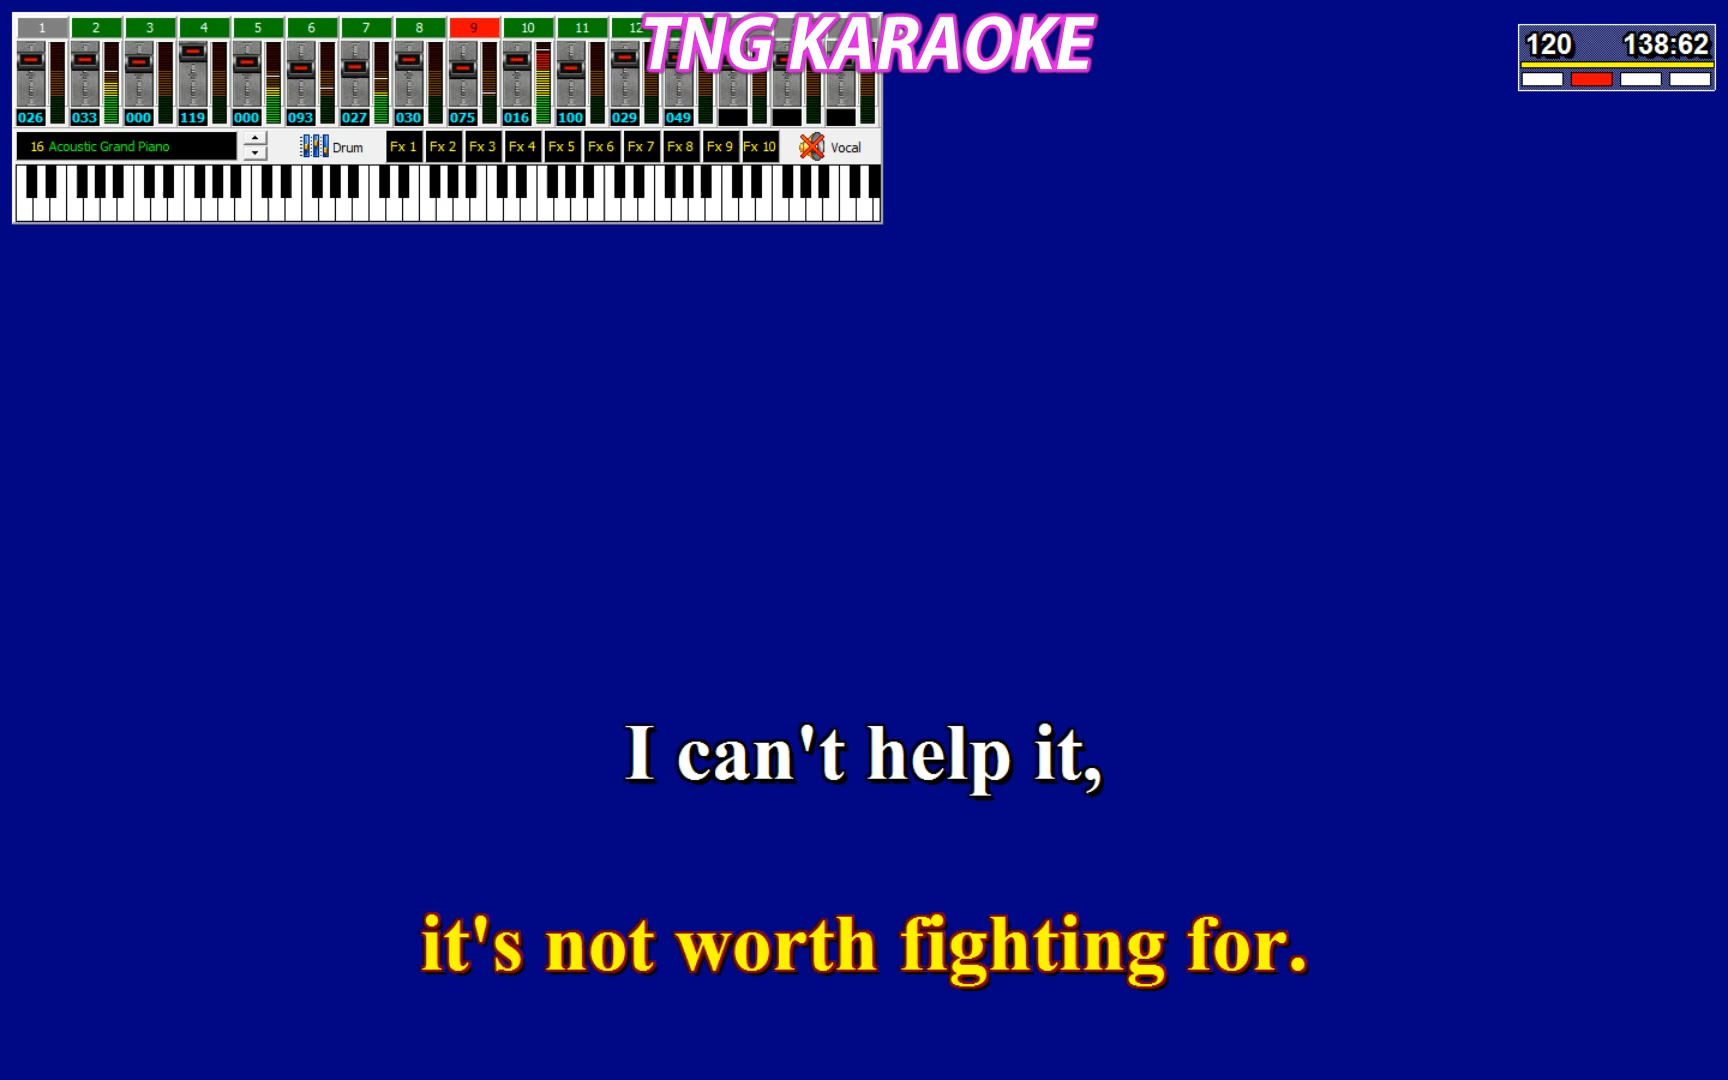 1 2 3 4 5 6 7 8 9 10 11 12
TNG KARAOKE
120 138:62
026 033 000 119 000 093 027 030 075 016 100 029 049
16 Acoustic Grand Piano Drum Fx 1 Fx 2 Fx 3 Fx 4 Fx 5 Fx 6 Fx 7 Fx 8 Fx 9 Fx 10 Vocal
I can't help it,
it's not worth fighting for.